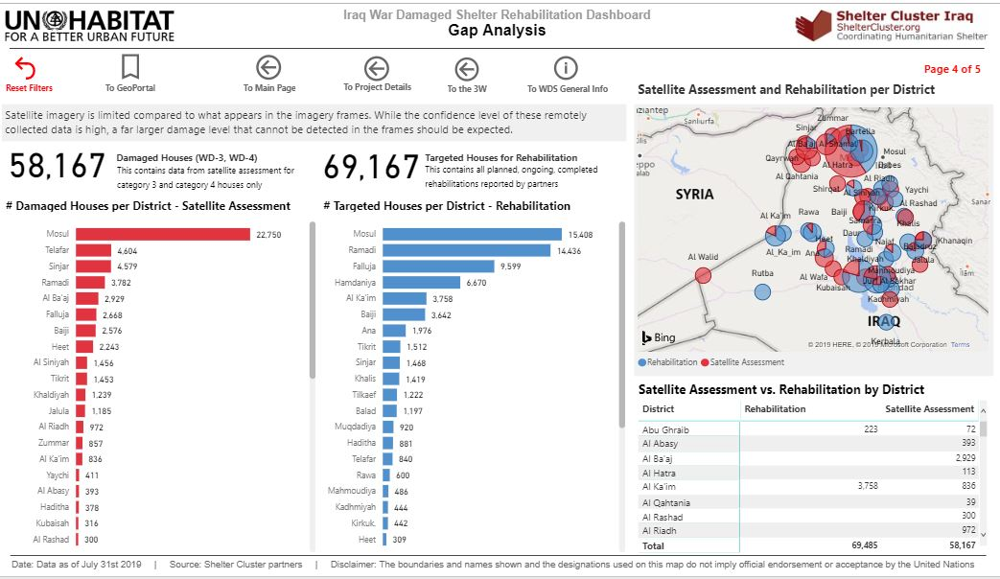 UN HABITAT
FOR A BETTER URBAN FUTURE
Iraq War Damaged Shelter Rehabilitation Dashboard
Gap Analysis
Shelter Cluster Iraq
ShelterCluster.org
Coordinating Humanitarian Shelter
Reset Filters
To GeoPortal
To Main Page
To Project Details
To the 3W
To WDS General Info
Page 4 of 5
Satellite imagery is limited compared to what appears in the imagery frames. While the confidence level of these remotely
collected data is high, a far larger damage level that cannot be detected in the frames should be expected.
58,167
Damaged Houses (WD-3, WD-4)
This contains data from satellite assessment for
category 3 and category 4 houses only
69,167
Targeted Houses for Rehabilitation
This contains all planned, ongoing, completed
rehabilitations reported by partners
# Damaged Houses per District - Satellite Assessment
Mosul 22,750
Telafar 4,604
Sinjar 4,579
Ramadi 3,782
Al Ba'aj 2,929
Falluja 2,668
Baiji 2,576
Heet 2,243
Al Siniyah 1,456
Tikrit 1,453
Khaldiyah 1,239
Jalula 1,185
Al Riadh 972
Zummar 857
Al Ka'im 836
Yaychi 411
Al Abasy 393
Haditha 378
Kubaisah 316
Al Rashad 300
# Targeted Houses per District - Rehabilitation
Mosul 15,408
Ramadi 14,436
Falluja 9,599
Hamdaniya 6,670
Al Ka'im 3,758
Baiji 3,642
Ana 1,976
Tikrit 1,512
Sinjar 1,468
Khalis 1,419
Tilkaef 1,222
Balad 1,197
Muqdadiya 920
Haditha 881
Telafar 840
Rawa 600
Mahmoudiya 486
Kadhmiyah 444
Kirkuk. 442
Heet 309
Satellite Assessment and Rehabilitation per District
Sanliurfa
Zummar
Sinjar
Bartella
Al Ba'aj
Al Shamal
Mosul
Qayrwan
Al Hatra
Al Qahtania
Al Riadh
Shirqat
Al Siniyah
Yaychi
SYRIA
Kirkuk.
Al Rashad
Al Ka'im
Rawa
Baiji
Samarra
Khalis
Heet
Daur
Najaf
Khanaqin
Al_Ka_im
Ana
Ramadi
Baladruz
Al Walid
Khaldiyah
Jalula
Rutba
Al Wafa
Mahmoudiya
Kubaisah
Kadhmiyah
IRAQ
Kerbala
Bing
© 2019 HERE, © 2019 Microsoft Corporation Terms
Rehabilitation Satellite Assessment
Satellite Assessment vs. Rehabilitation by District
District Rehabilitation Satellite Assessment
Abu Ghraib 223 72
Al Abasy 393
Al Ba'aj 2,929
Al Hatra 113
Al Ka'im 3,758 836
Al Qahtania 39
Al Rashad 300
Al Riadh 972
Total 69,485 58,167
Date: Data as of July 31st 2019 | Source: Shelter Cluster partners | Disclaimer: The boundaries and names shown and the designations used on this map do not imply official endorsement or acceptance by the United Nations